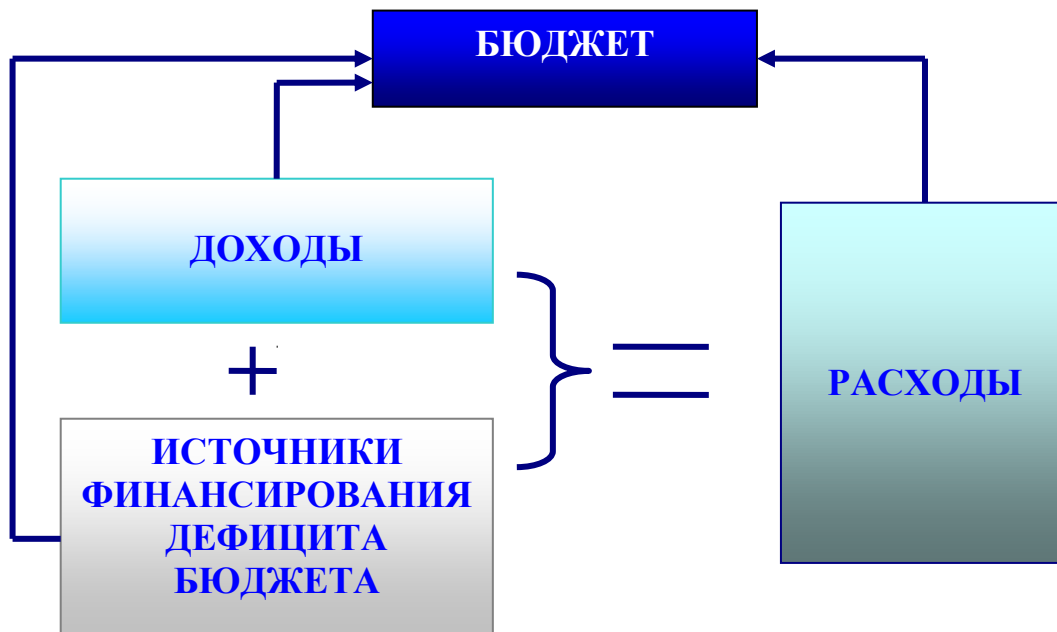 БЮДЖЕТ
ДОХОДЫ
+
=
РАСХОДЫ
ИСТОЧНИКИ
ФИНАНСИРОВАНИЯ
ДЕФИЦИТА
БЮДЖЕТА